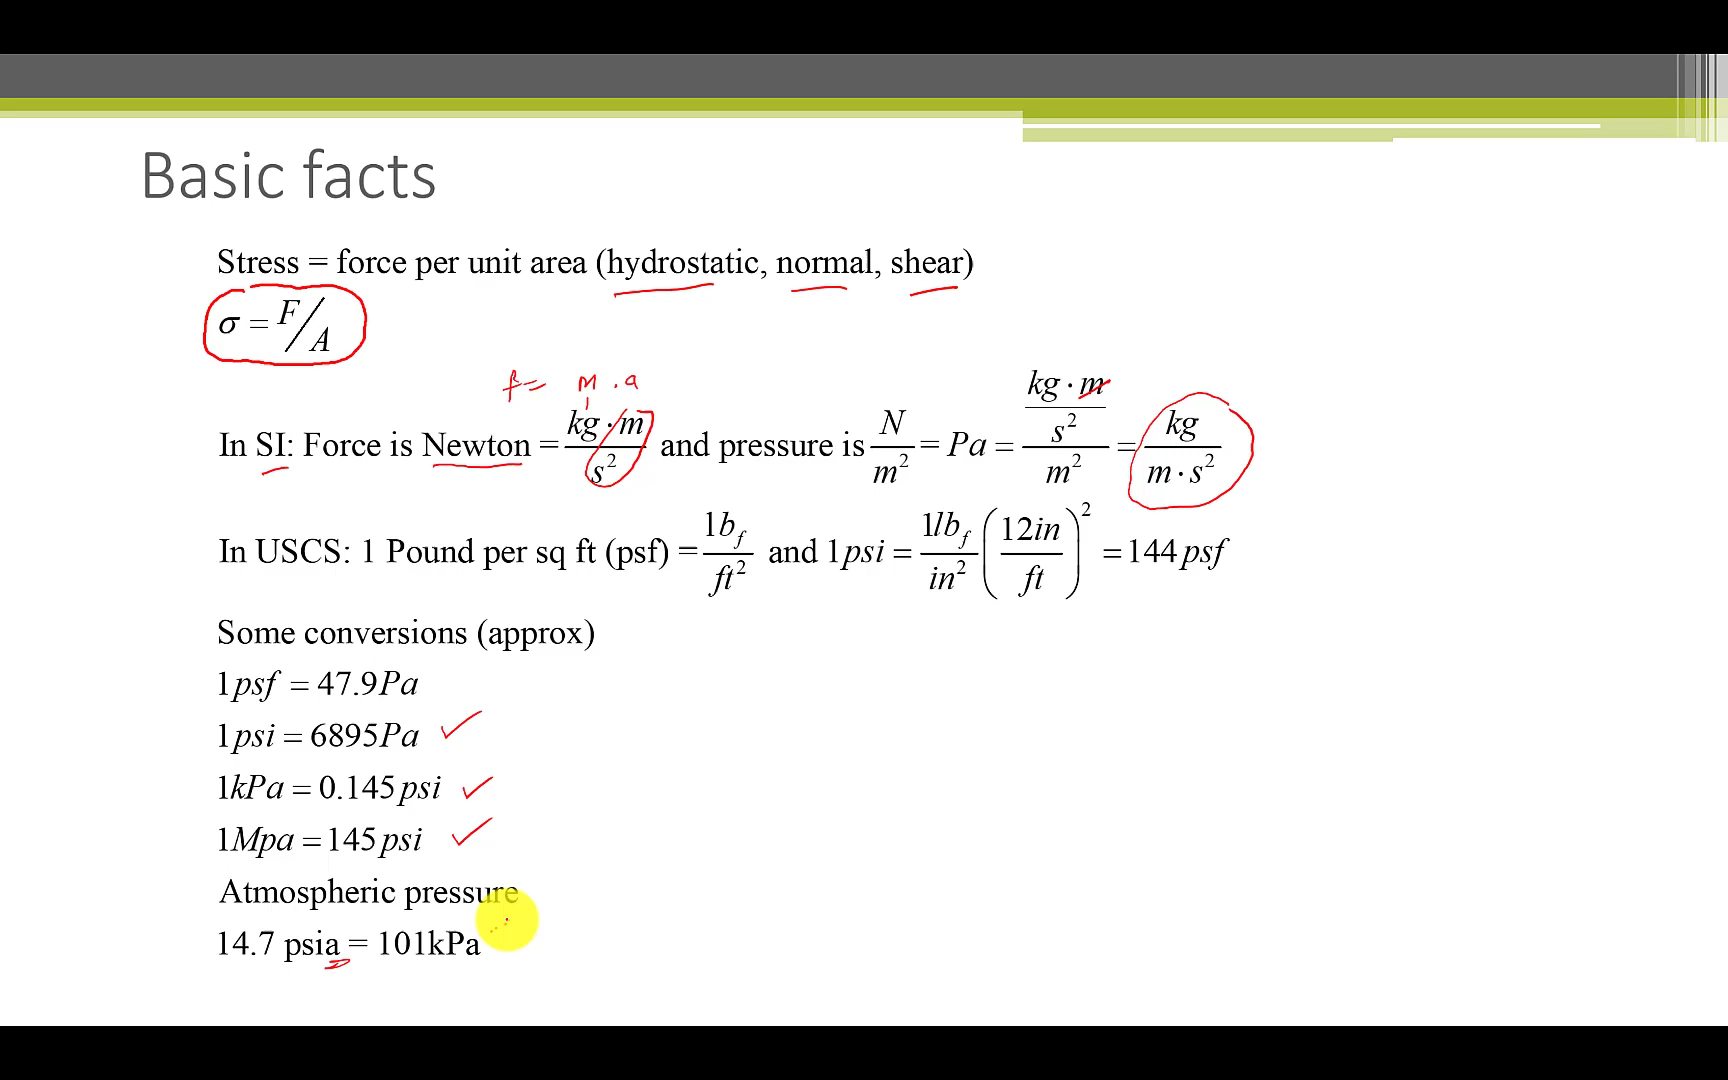 Basic facts
Stress = force per unit area (hydrostatic, normal, shear)
σ = F/A
f = m . a
In SI: Force is Newton = kg·m/s² and pressure is N/m² = Pa = (kg·m/s²)/m² = kg/(m·s²)
In USCS: 1 Pound per sq ft (psf) = 1b_f/ft² and 1psi = 1lb_f/in² (12in/ft)² = 144psf
Some conversions (approx)
1psf = 47.9Pa
1psi = 6895Pa
1kPa = 0.145psi
1Mpa = 145psi
Atmospheric pressure
14.7 psia = 101kPa